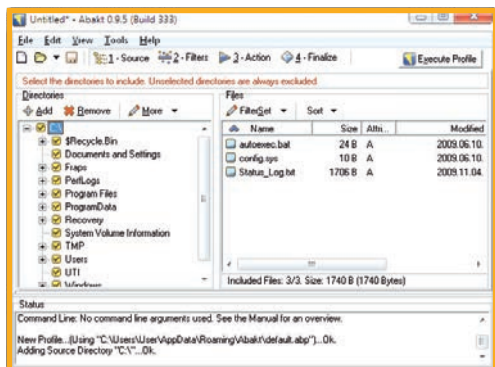 Untitled* - Abakt 0.9.5 (Build 333)
File Edit View Tools Help
1 - Source 2 - Filters 3 - Action 4 - Finalize Execute Profile
Select the directories to include. Unselected directories are always excluded
Directories
Add Remove More
$Recycle.Bin
Documents and Settings
Fraps
PerfLogs
Program Files
ProgramData
Recovery
System Volume Information
TMP
Users
UTI
Windows
Files
FilterSet Sort
Name Size Attri... Modified
autoexec.bat 24 B A 2009.06.10.
config.sys 10 B A 2009.06.10.
Status_Log.txt 1706 B A 2009.11.04.
Included Files: 3/3. Size: 1740 B (1740 Bytes)
Status
Command Line: No command line arguments used. See the Manual for an overview.
New Profile...(Using "C:\Users\User\AppData\Roaming\Abakt\default.abp")...Ok.
Adding Source Directory "C:\"...Ok.